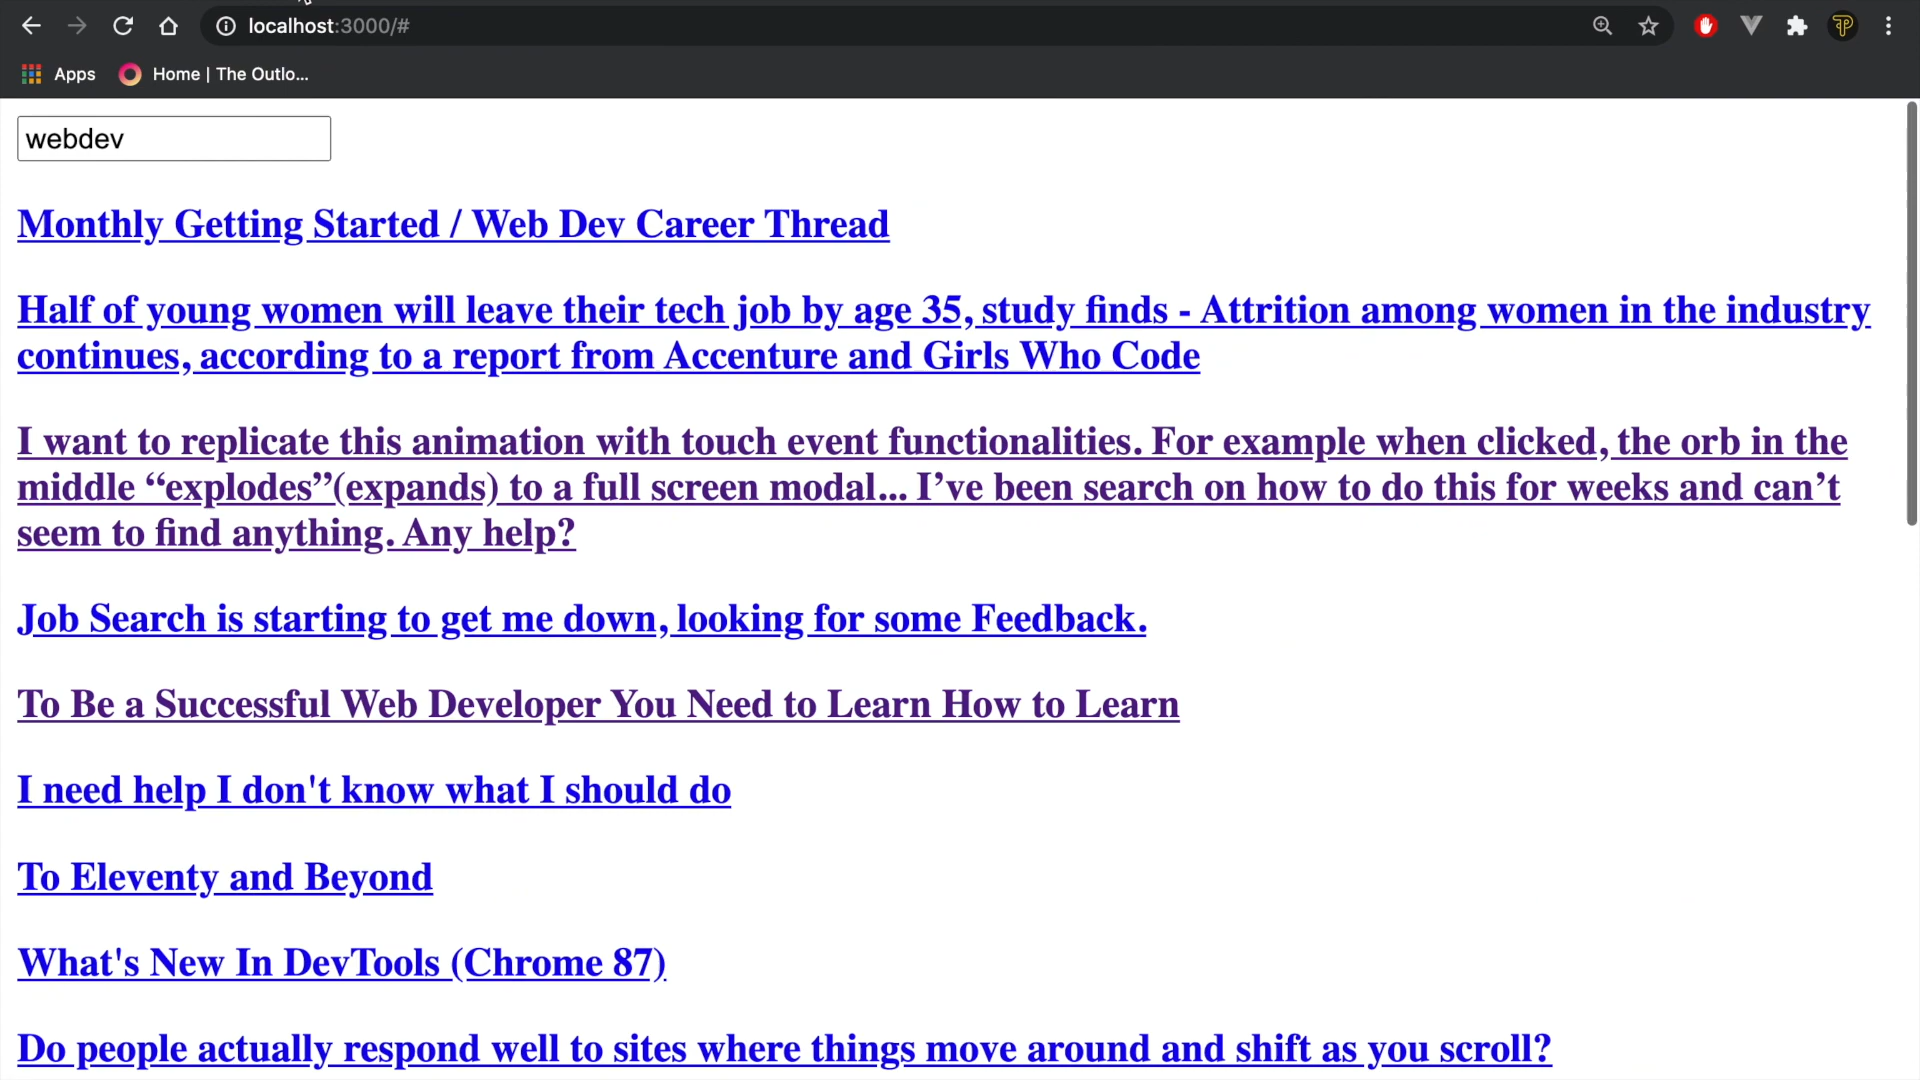 localhost:3000/#
Apps
Home | The Outlo...
webdev
Monthly Getting Started / Web Dev Career Thread
Half of young women will leave their tech job by age 35, study finds - Attrition among women in the industry
continues, according to a report from Accenture and Girls Who Code
I want to replicate this animation with touch event functionalities. For example when clicked, the orb in the
middle “explodes”(expands) to a full screen modal... I’ve been search on how to do this for weeks and can’t
seem to find anything. Any help?
Job Search is starting to get me down, looking for some Feedback.
To Be a Successful Web Developer You Need to Learn How to Learn
I need help I don't know what I should do
To Eleventy and Beyond
What's New In DevTools (Chrome 87)
Do people actually respond well to sites where things move around and shift as you scroll?